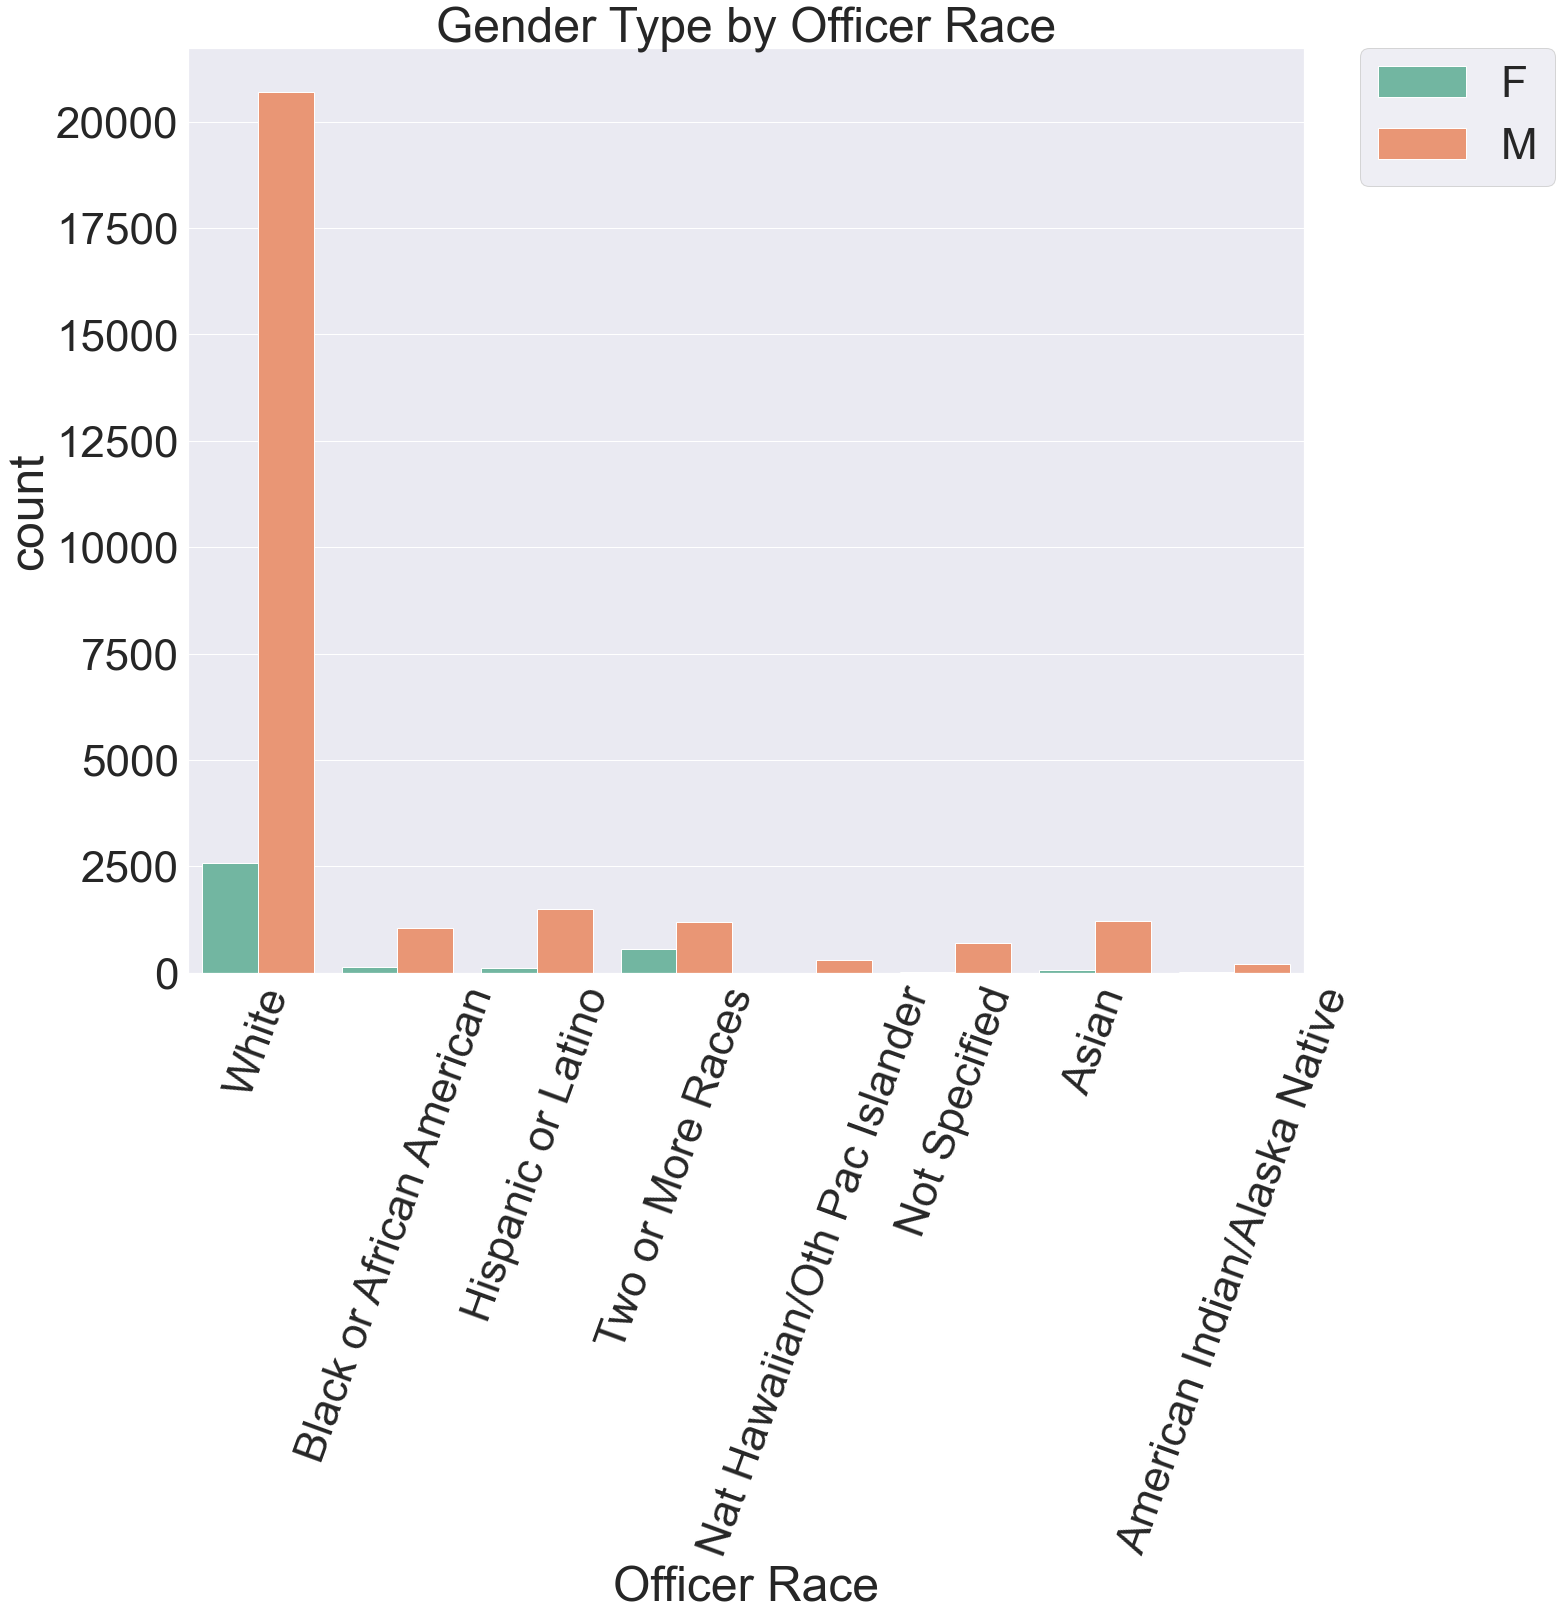 Gender Type by Officer Race
F
M
count
20000
17500
15000
12500
10000
7500
5000
2500
0
White
Black or African American
Hispanic or Latino
Two or More Races
Nat Hawaiian/Oth Pac Islander
Not Specified
Asian
American Indian/Alaska Native
Officer Race